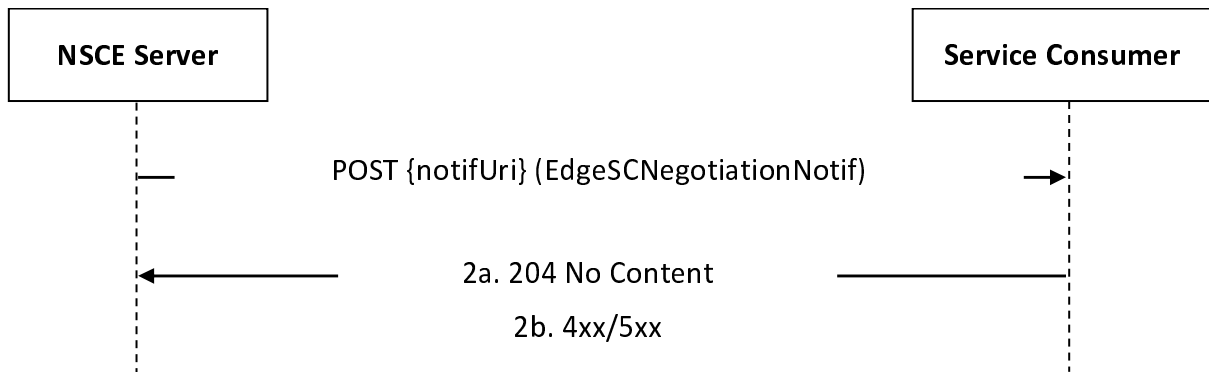 NSCE Server
Service Consumer
POST {notifUri} (EdgeSCNegotiationNotif)
2a. 204 No Content
2b. 4xx/5xx